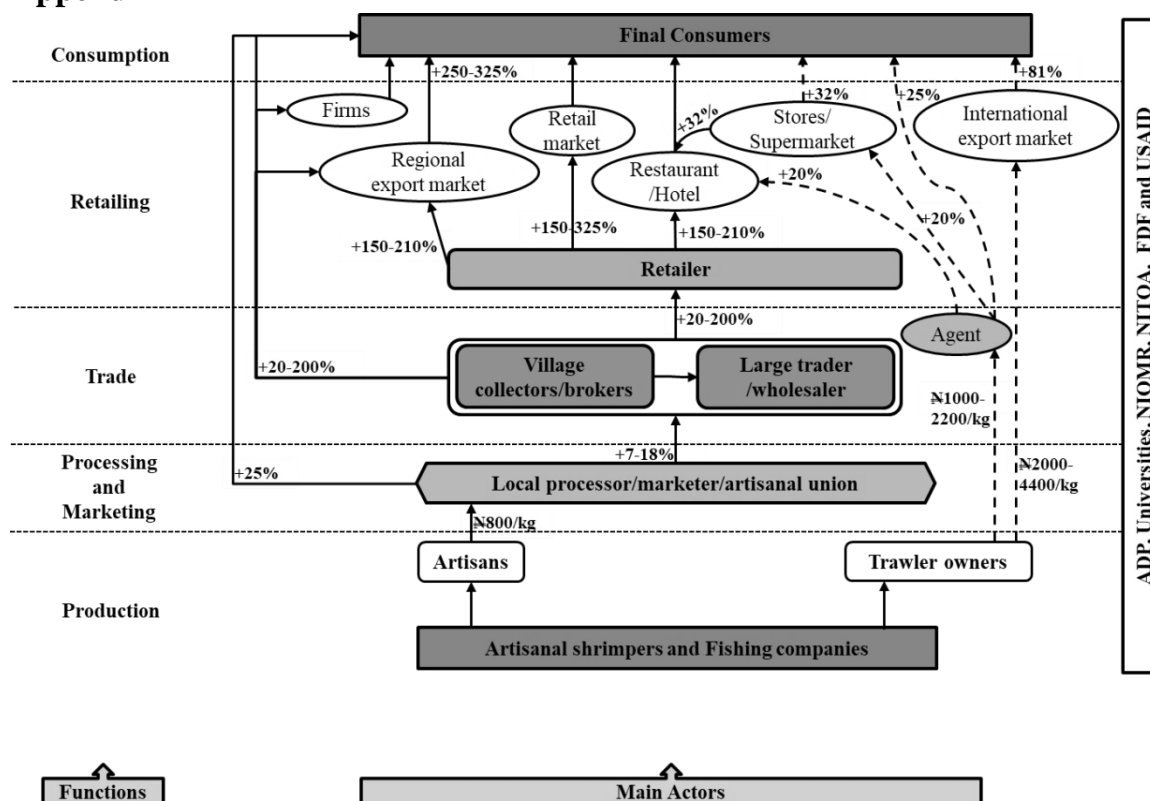 Consumption
Final Consumers
+250-325%
+81%
Firms
Retail
market
+32%
Stores/
Supermarket
+32%
+25%
International
export market
Retailing
Regional
export market
Restaurant
/Hotel
+20%
+20%
+150-210%
+150-325%
+150-210%
Retailer
+20-200%
Agent
Trade
+20-200%
Village
collectors/brokers
Large trader
/wholesaler
₦1000-
2200/kg
Processing
and
Marketing
+7-18%
+25%
Local processor/marketer/artisanal union
₦2000-
4400/kg
₦800/kg
Artisans
Trawler owners
Production
Artisanal shrimpers and Fishing companies
ADP, Universities, NIOMR, NITOA, FDF and USAID
Functions
Main Actors